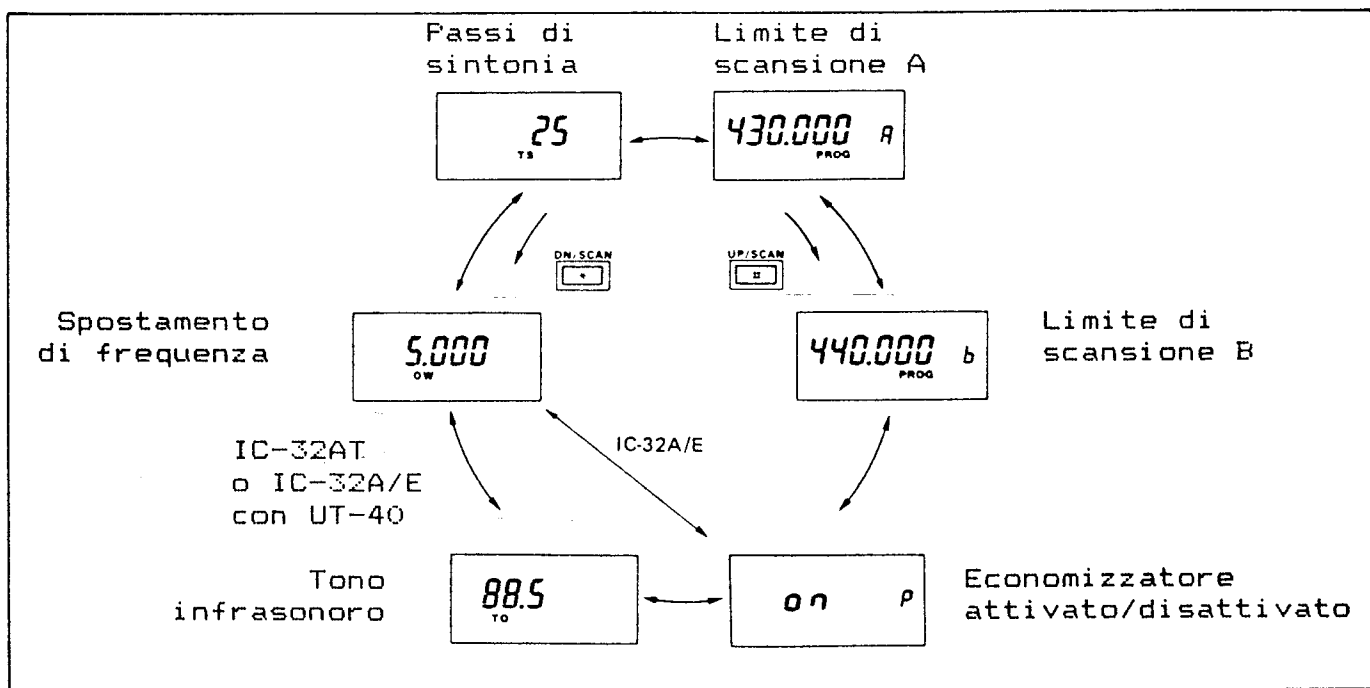 Passi di
sintonia
Limite di
scansione A
25
TS
430.000 A
PROG
DN/SCAN
*
UP/SCAN
#
Spostamento
di frequenza
5.000
OW
440.000 b
PROG
Limite di
scansione B
IC-32AT
o IC-32A/E
con UT-40
IC-32A/E
Tono
infrasonoro
88.5
TO
on P
Economizzatore
attivato/disattivato